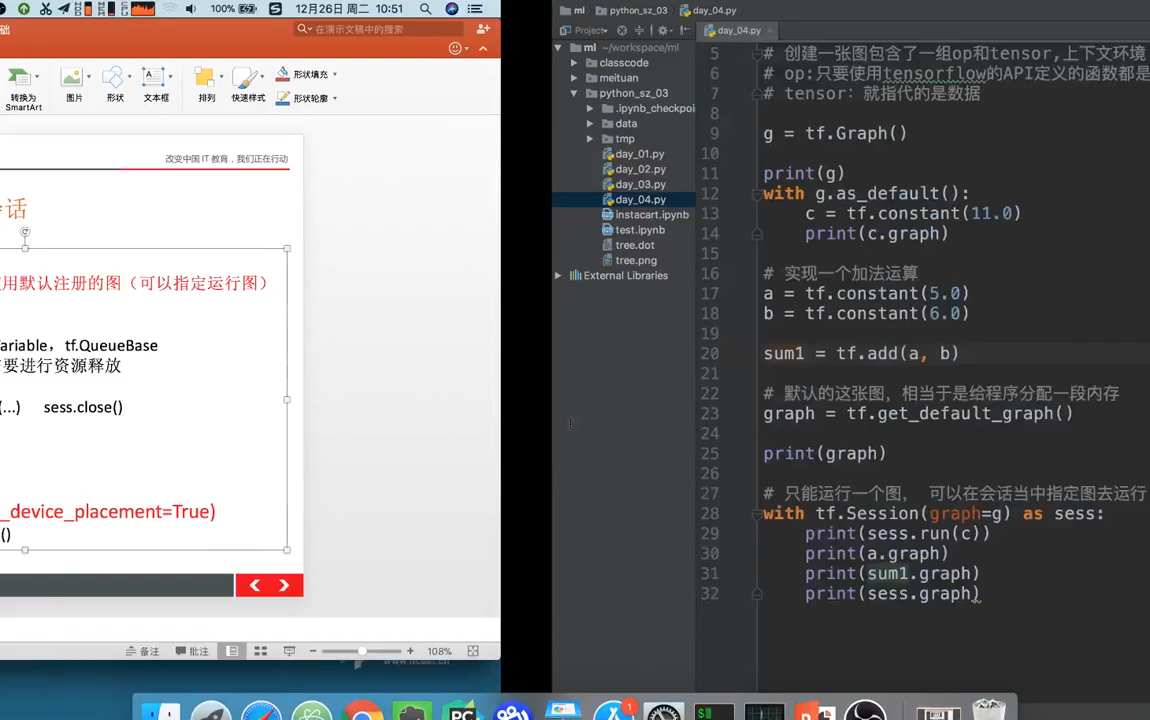 100%
12月26日 周二 10:51
础
在演示文稿中的搜索
转换为
SmartArt
图片
形状
文本框
排列
快速样式
形状填充
形状轮廓
改变中国 IT 教育，我们正在行动
话
用默认注册的图（可以指定运行图）
ariable，tf.QueueBase
要进行资源释放
(...) sess.close()
_device_placement=True)
()
备注
批注
108%
www.itcast.cn
ml
python_sz_03
day_04.py
Project
day_04.py
ml ~/workspace/ml
classcode
meituan
python_sz_03
.ipynb_checkpoi
data
tmp
day_01.py
day_02.py
day_03.py
day_04.py
instacart.ipynb
test.ipynb
tree.dot
tree.png
External Libraries
5 # 创建一张图包含了一组op和tensor,上下文环境
6 # op:只要使用tensorflow的API定义的函数都是
7 # tensor: 就指代的是数据
8
9 g = tf.Graph()
10
11 print(g)
12 with g.as_default():
13 c = tf.constant(11.0)
14 print(c.graph)
15
16 # 实现一个加法运算
17 a = tf.constant(5.0)
18 b = tf.constant(6.0)
19
20 sum1 = tf.add(a, b)
21
22 # 默认的这张图，相当于是给程序分配一段内存
23 graph = tf.get_default_graph()
24
25 print(graph)
26
27 # 只能运行一个图， 可以在会话当中指定图去运行
28 with tf.Session(graph=g) as sess:
29 print(sess.run(c))
30 print(a.graph)
31 print(sum1.graph)
32 print(sess.graph)
PC
1